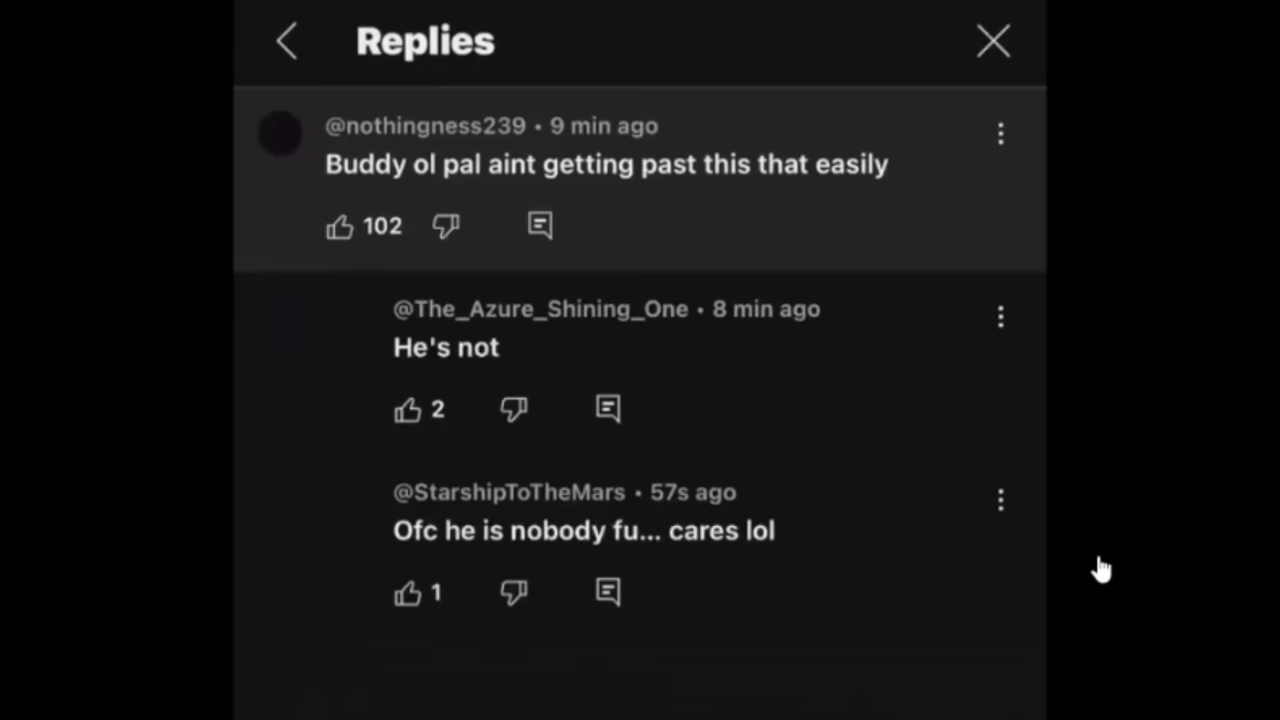 Replies
@nothingness239 • 9 min ago
Buddy ol pal aint getting past this that easily
102
@The_Azure_Shining_One • 8 min ago
He's not
2
@StarshipToTheMars • 57s ago
Ofc he is nobody fu... cares lol
1